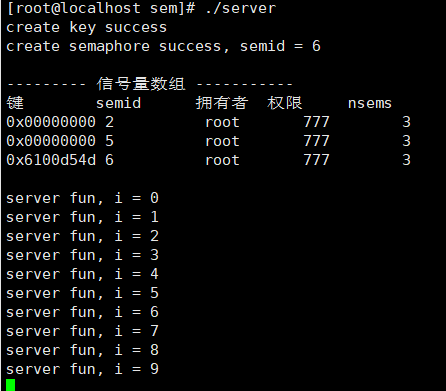 [root@localhost sem]# ./server
create key success
create semaphore success, semid = 6
--------- 信号量数组 -----------
键 semid 拥有者 权限 nsems
0x00000000 2 root 777 3
0x00000000 5 root 777 3
0x6100d54d 6 root 777 3
server fun, i = 0
server fun, i = 1
server fun, i = 2
server fun, i = 3
server fun, i = 4
server fun, i = 5
server fun, i = 6
server fun, i = 7
server fun, i = 8
server fun, i = 9